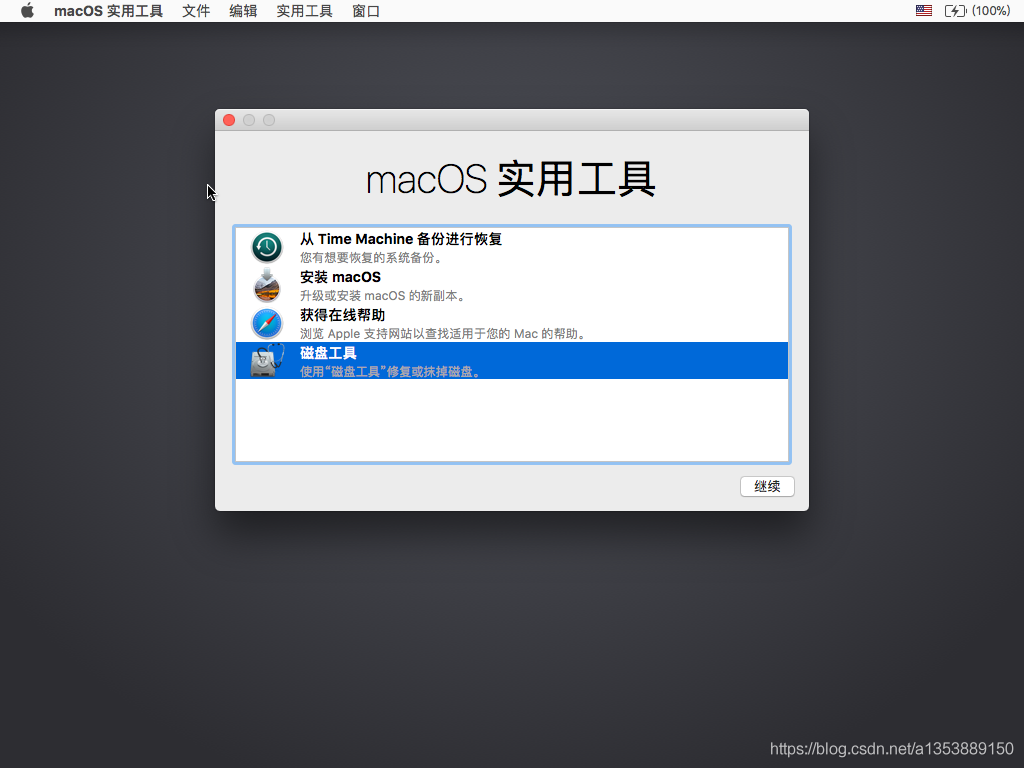 macOS 实用工具 文件 编辑 实用工具 窗口 (100%)
macOS 实用工具
从 Time Machine 备份进行恢复
您有想要恢复的系统备份。
安装 macOS
升级或安装 macOS 的新副本。
获得在线帮助
浏览 Apple 支持网站以查找适用于您的 Mac 的帮助。
磁盘工具
使用“磁盘工具”修复或抹掉磁盘。
继续
https://blog.csdn.net/a1353889150